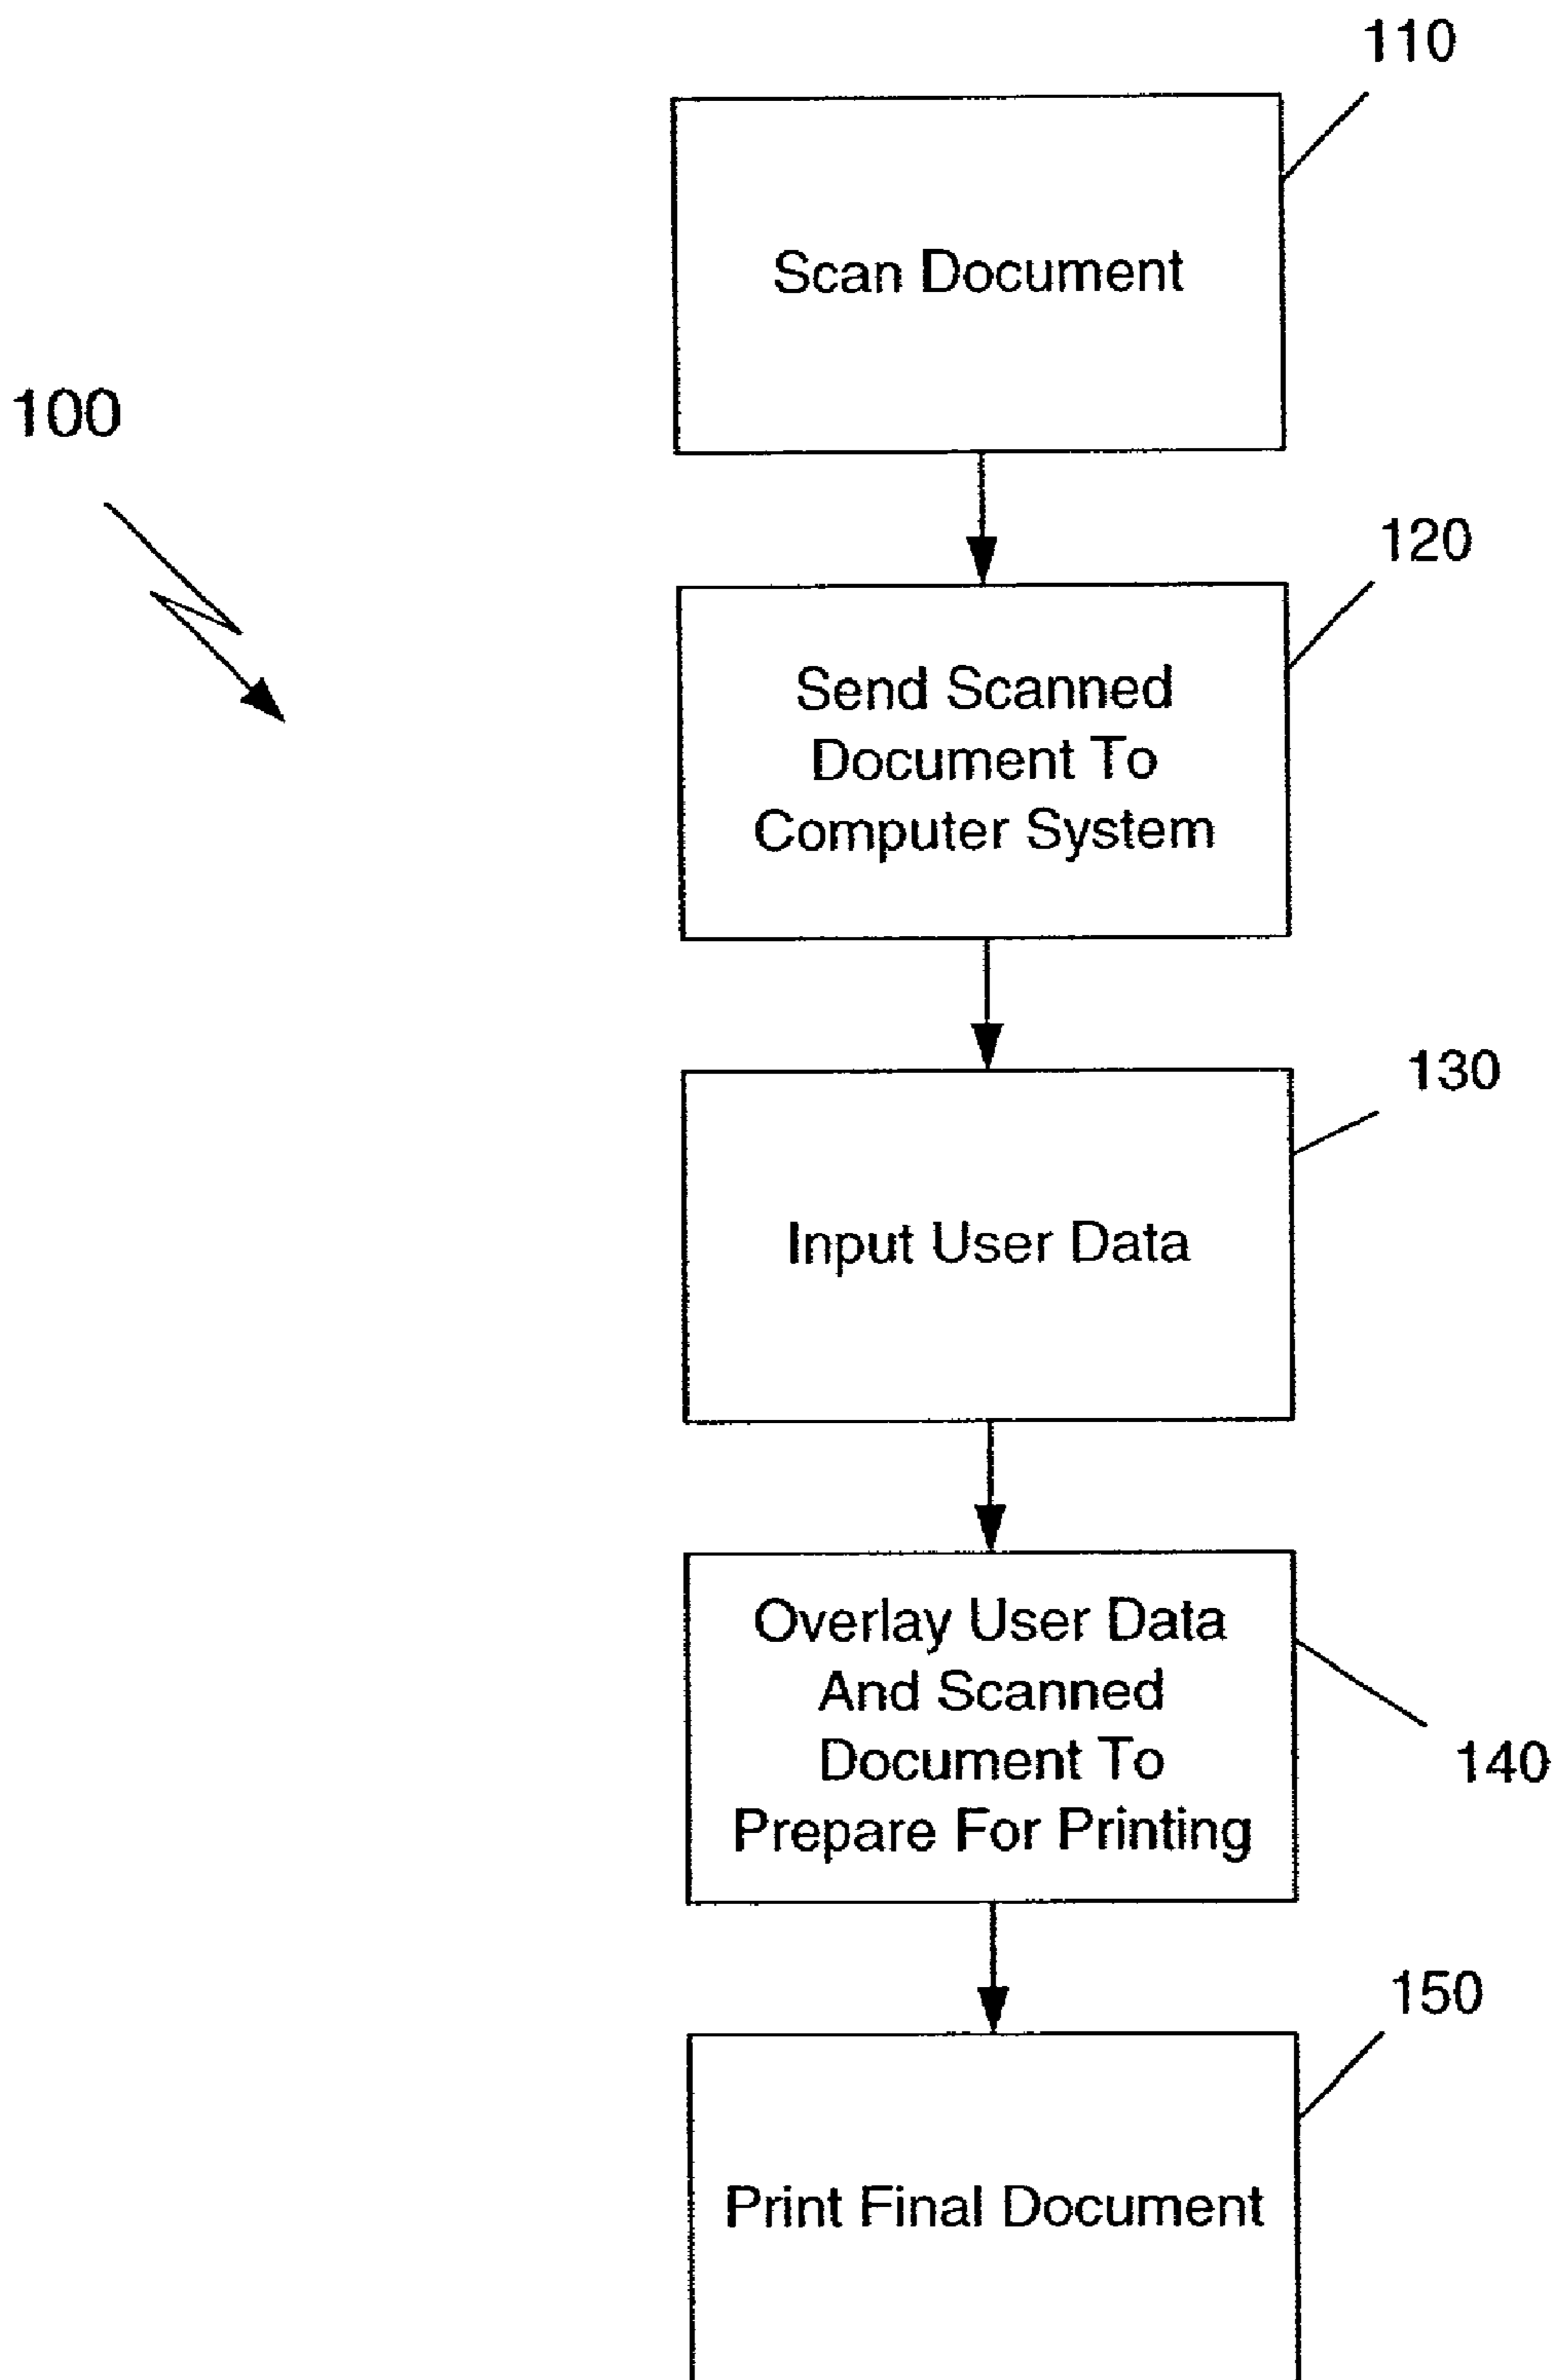 110
Scan Document
100
120
Send Scanned
Document To
Computer System
130
Input User Data
Overlay User Data
And Scanned
Document To
Prepare For Printing
140
150
Print Final Document